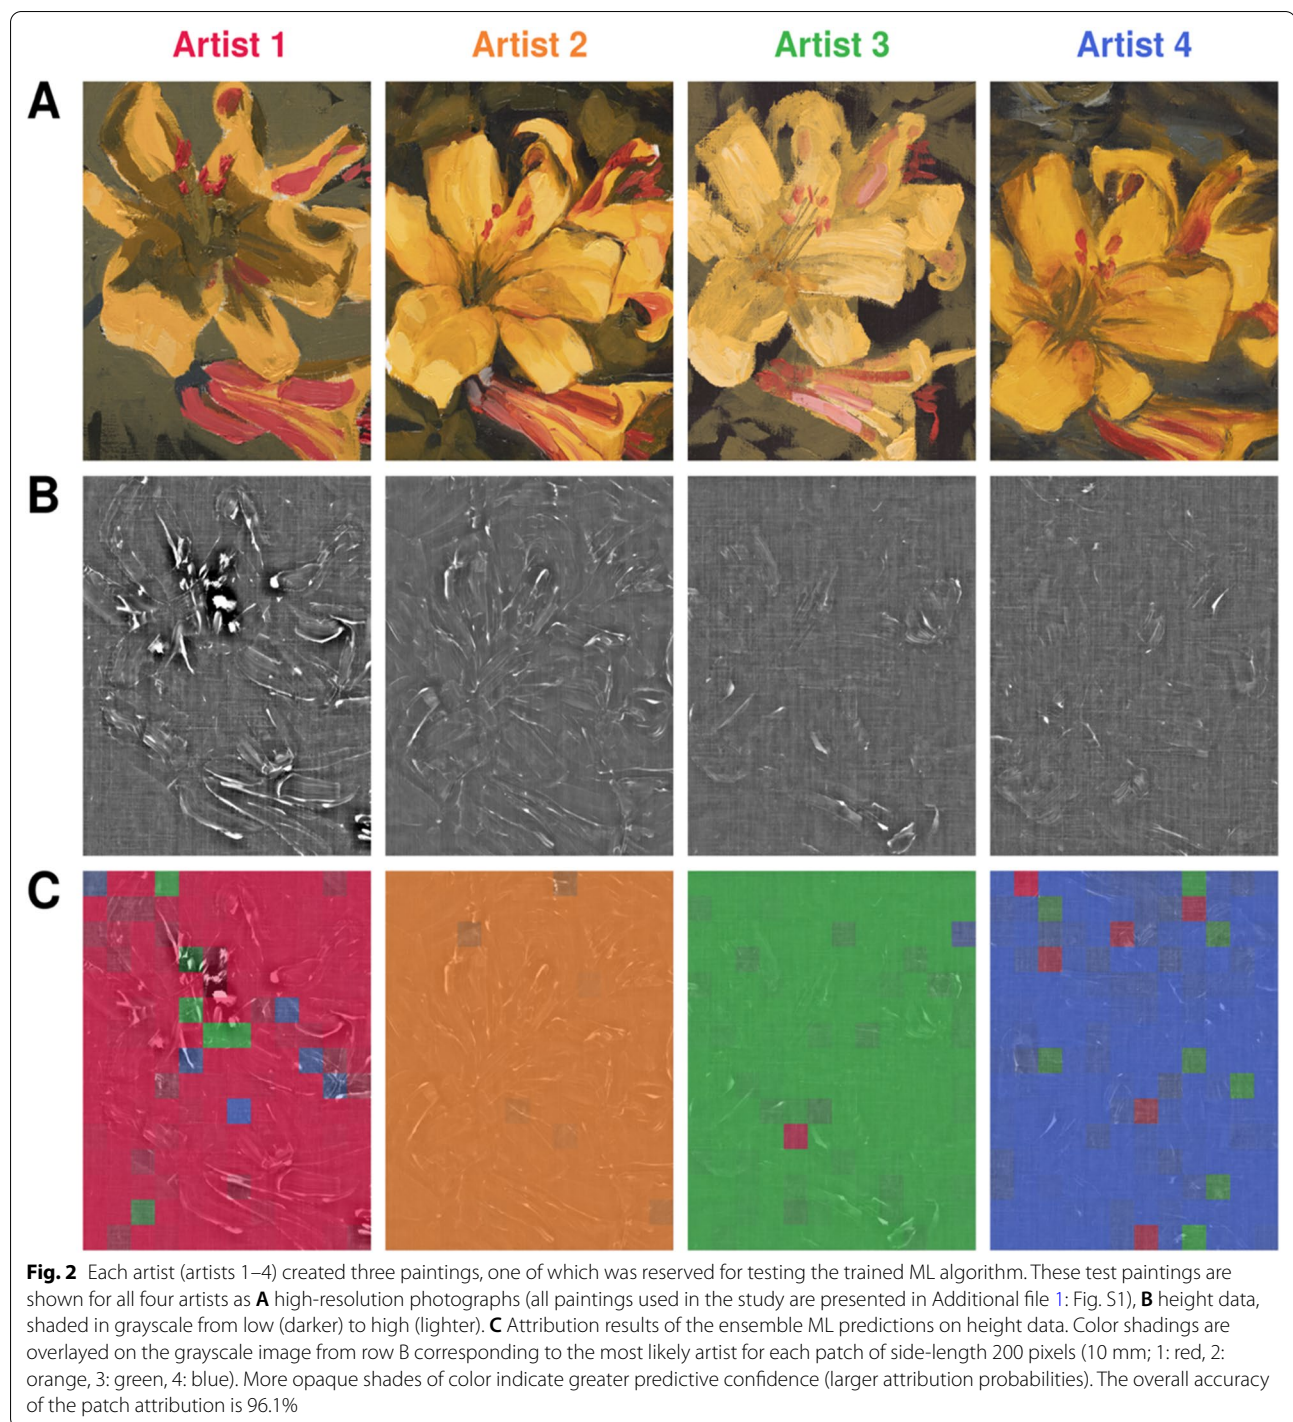 Artist 1 Artist 2 Artist 3 Artist 4
A
B
C
Fig. 2 Each artist (artists 1–4) created three paintings, one of which was reserved for testing the trained ML algorithm. These test paintings are
shown for all four artists as A high-resolution photographs (all paintings used in the study are presented in Additional file 1: Fig. S1), B height data,
shaded in grayscale from low (darker) to high (lighter). C Attribution results of the ensemble ML predictions on height data. Color shadings are
overlayed on the grayscale image from row B corresponding to the most likely artist for each patch of side-length 200 pixels (10 mm; 1: red, 2:
orange, 3: green, 4: blue). More opaque shades of color indicate greater predictive confidence (larger attribution probabilities). The overall accuracy
of the patch attribution is 96.1%